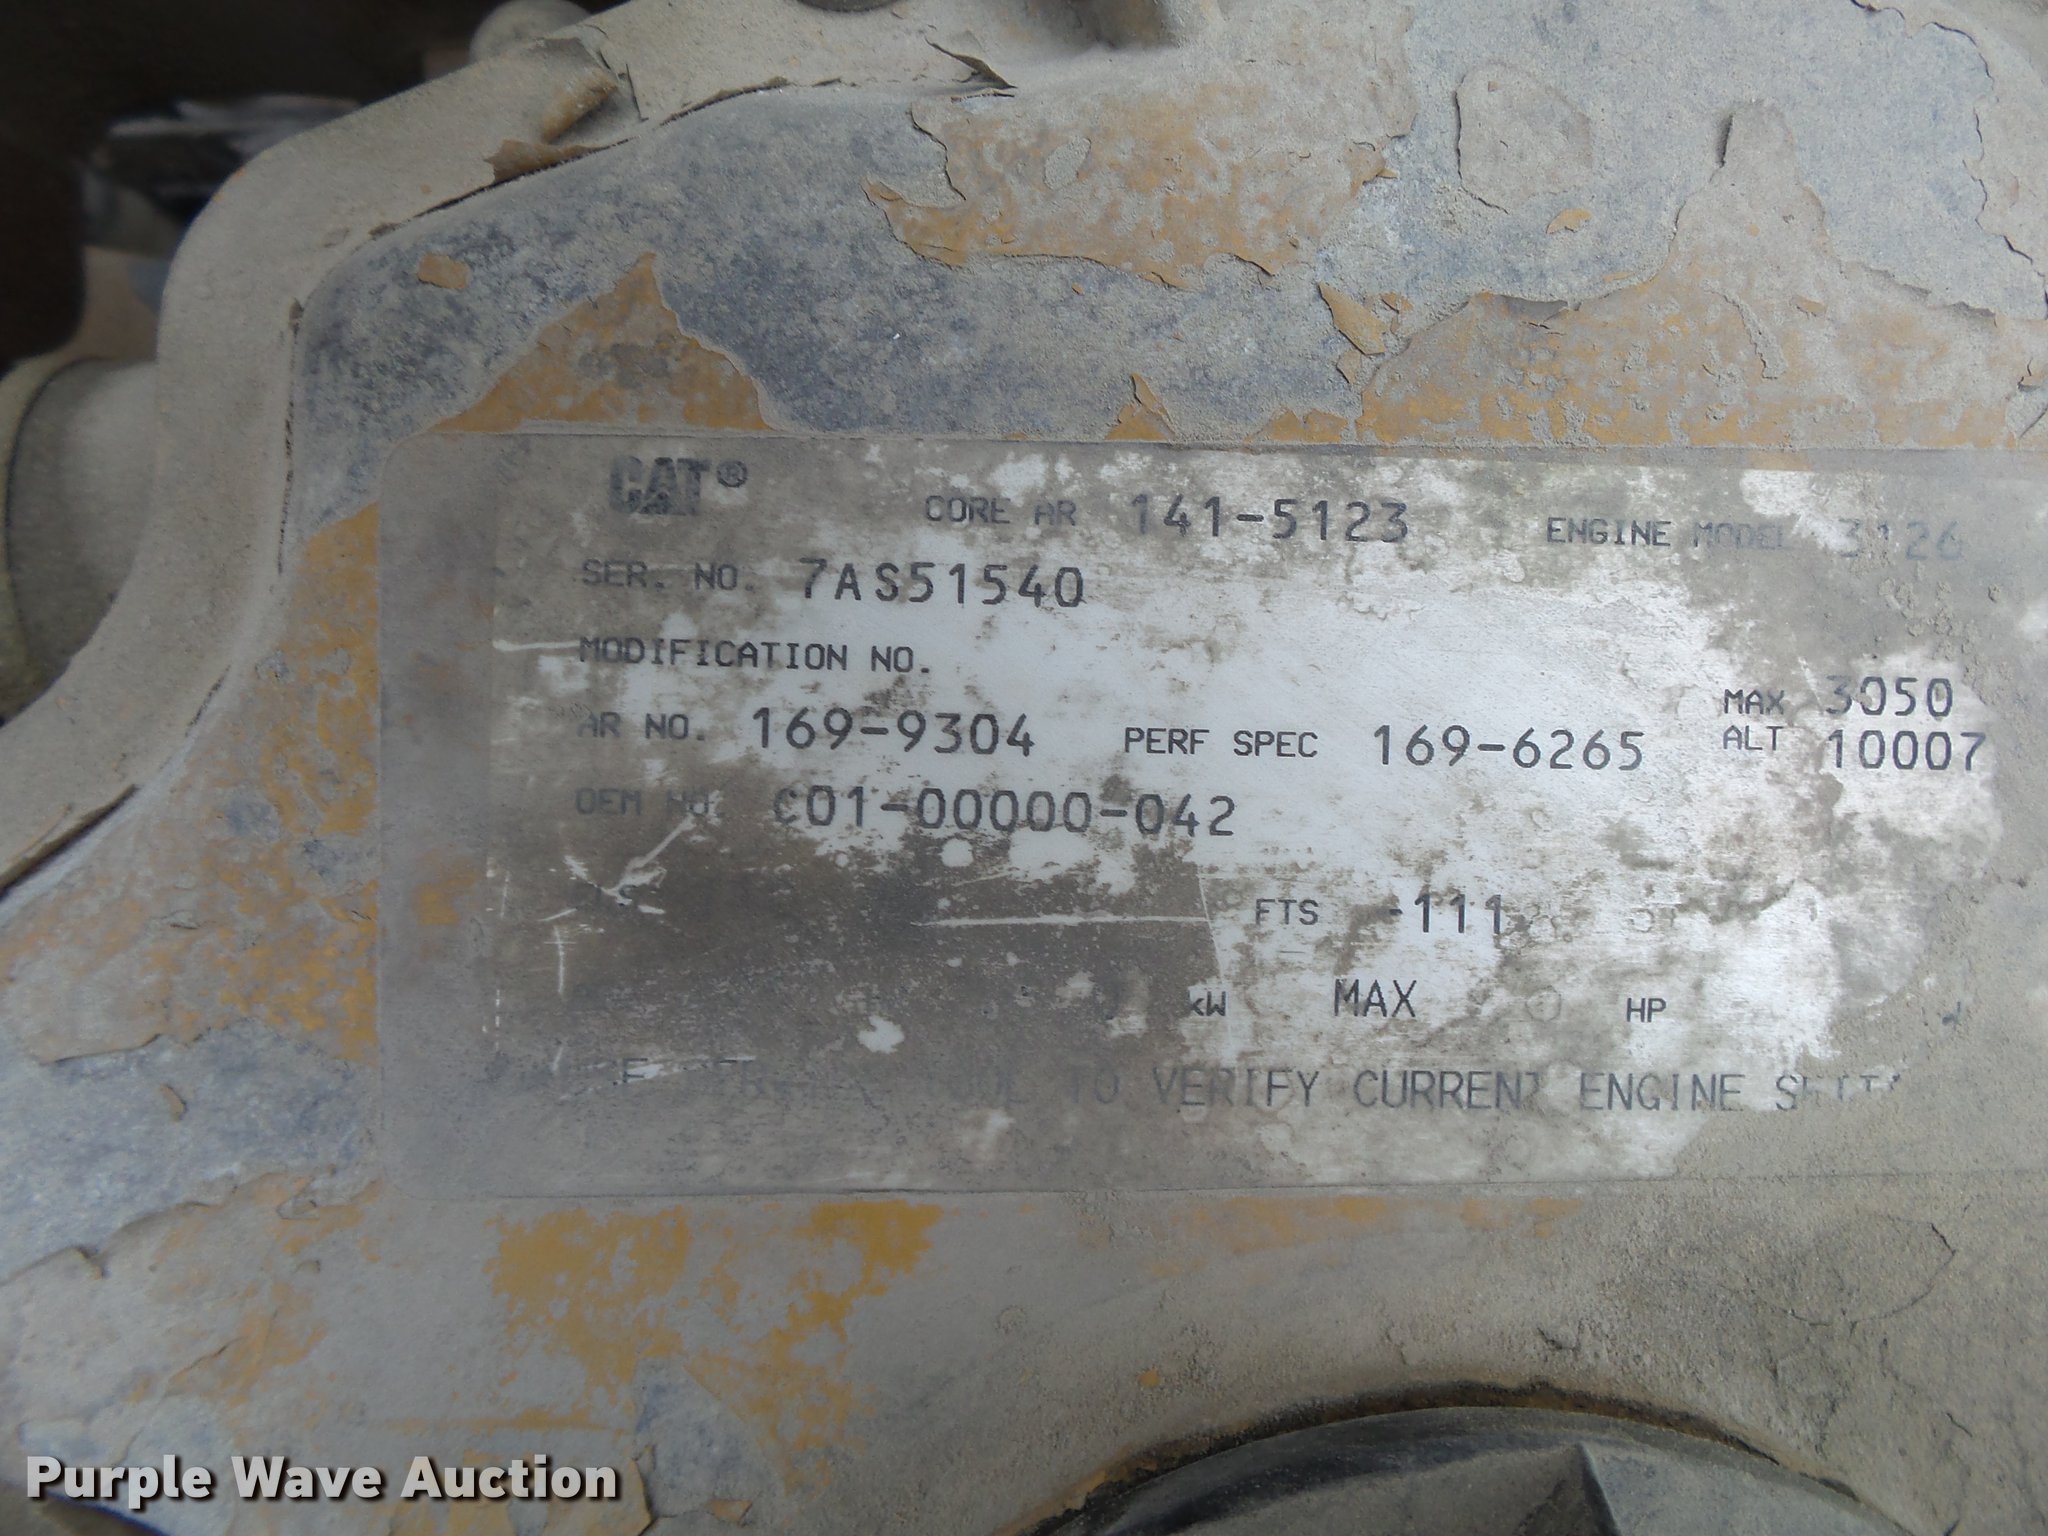 CAT® CORE AR 141-5123 ENGINE MODEL 3126
SER. NO. 7AS51540
MODIFICATION NO.
AR NO. 169-9304 PERF SPEC 169-6265 MAX ALT 3050 10007
OEM NO. C01-00000-042
FTS -111
kW MAX HP
TO VERIFY CURRENT ENGINE
Purple Wave Auction